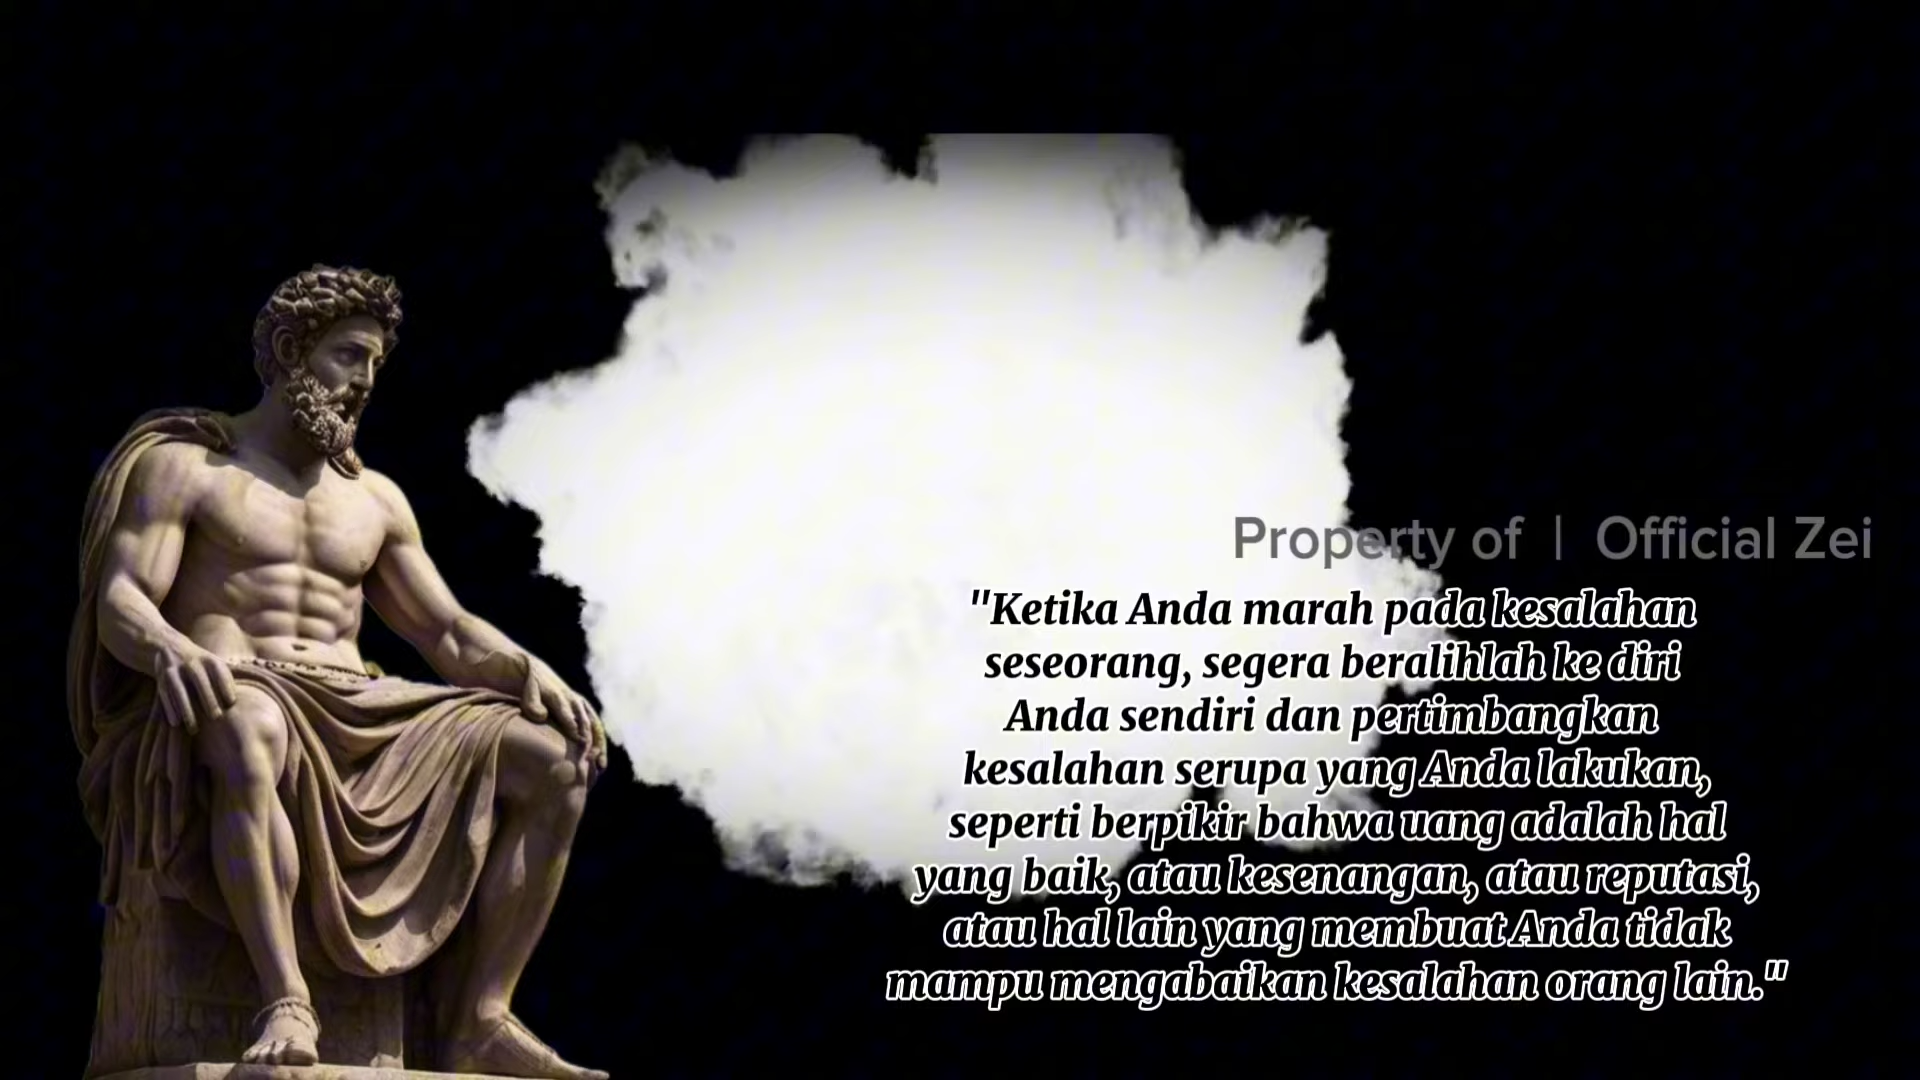 Property of | Official Zei
"Ketika Anda marah pada kesalahan
seseorang, segera beralihlah ke diri
Anda sendiri dan pertimbangkan
kesalahan serupa yang Anda lakukan,
seperti berpikir bahwa uang adalah hal
yang baik, atau kesenangan, atau reputasi,
atau hal lain yang membuat Anda tidak
mampu mengabaikan kesalahan orang lain."